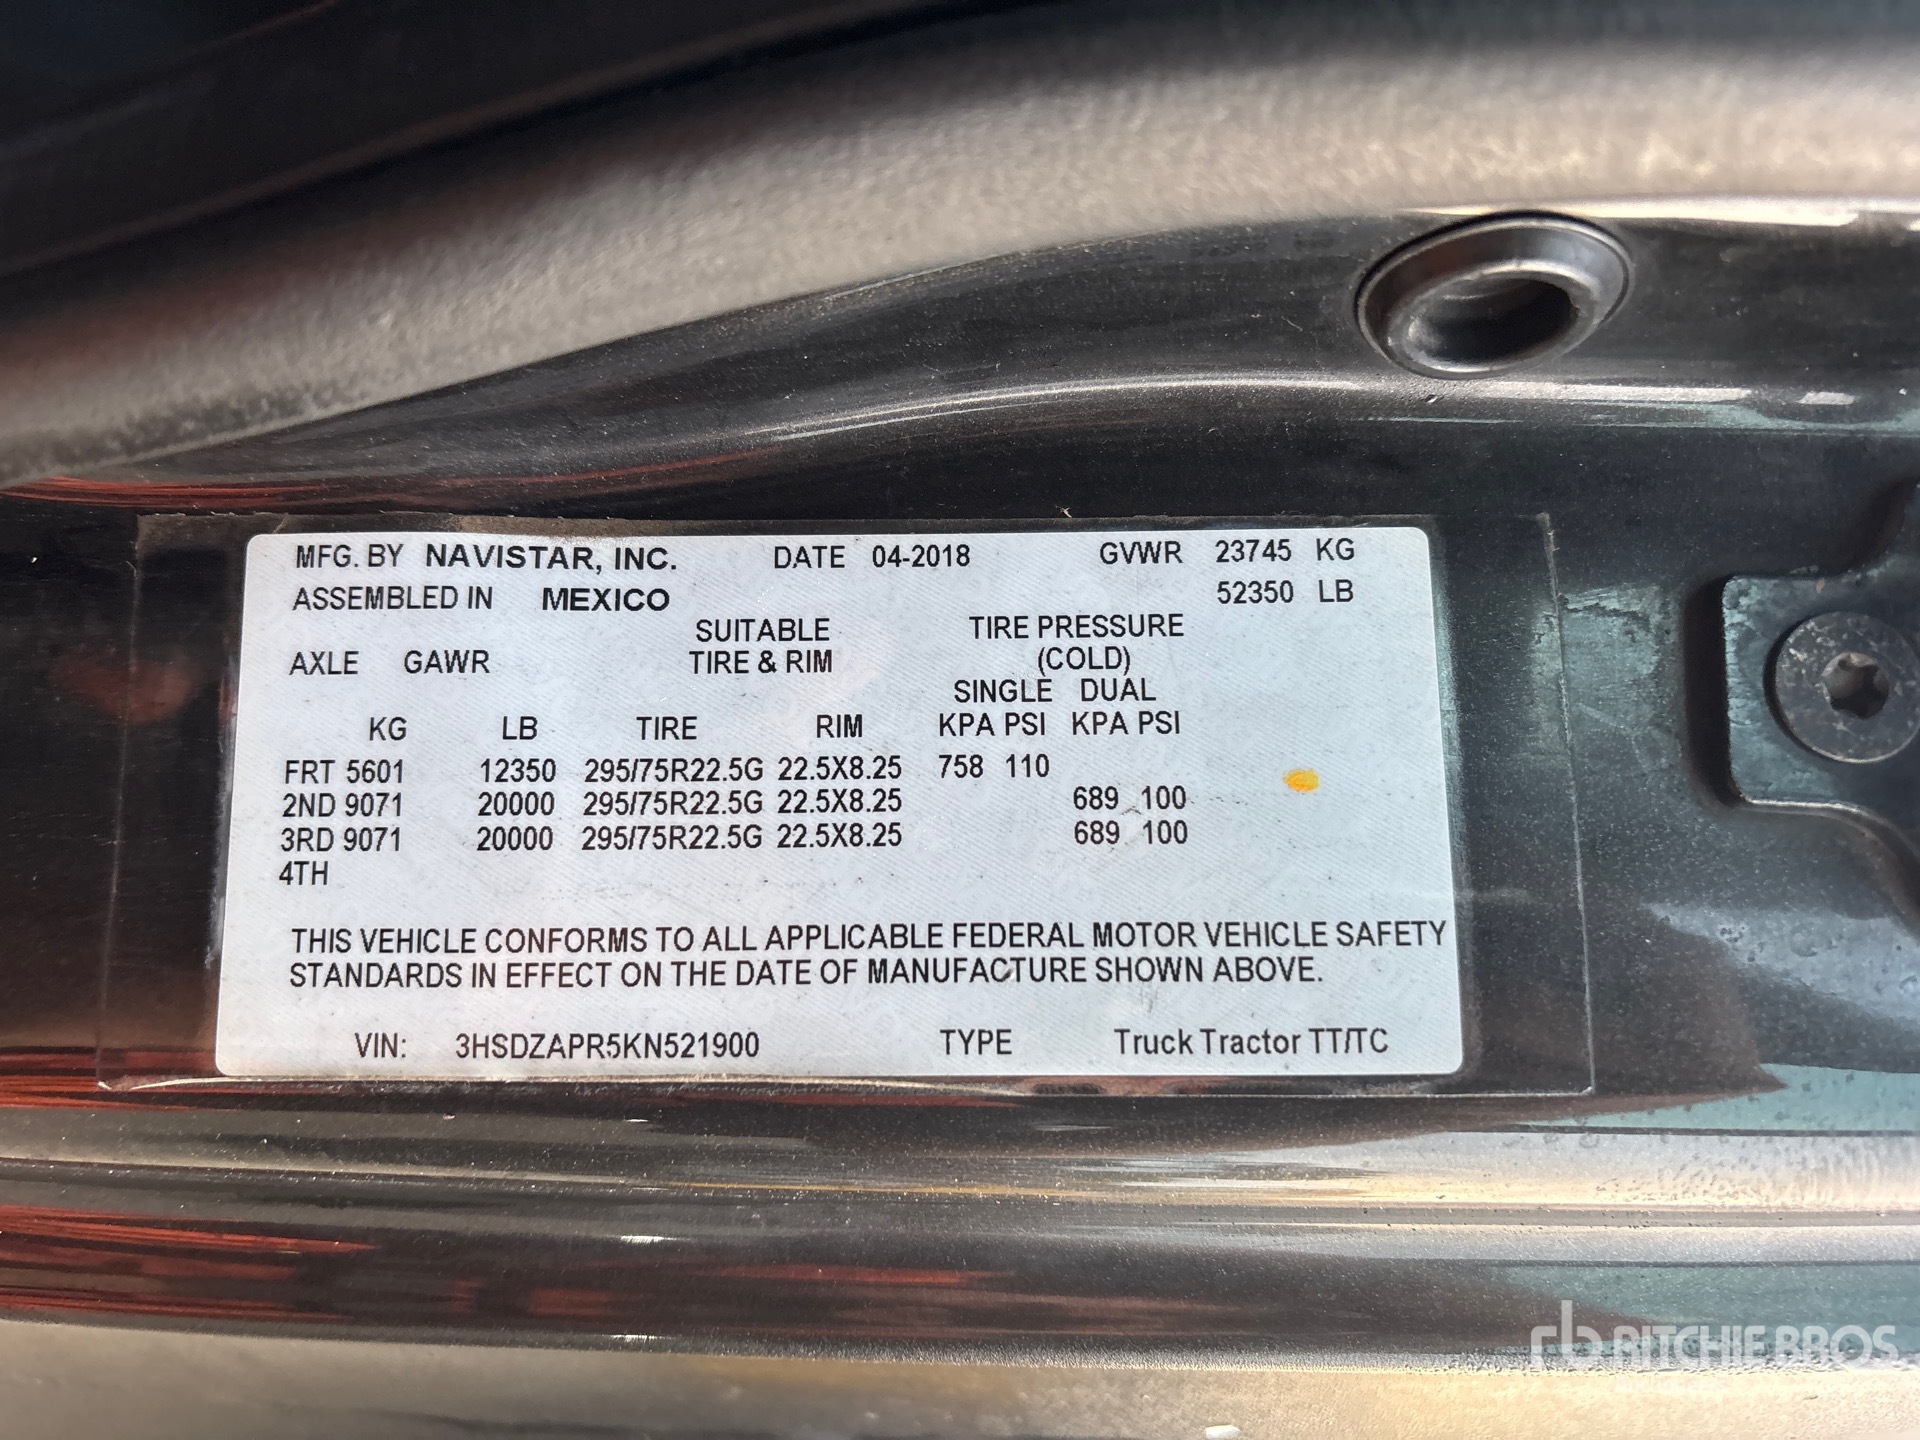 MFG. BY NAVISTAR, INC. DATE 04-2018 GVWR 23745 KG
ASSEMBLED IN MEXICO 52350 LB
SUITABLE TIRE PRESSURE
AXLE GAWR TIRE & RIM (COLD)
SINGLE DUAL
KG LB TIRE RIM KPA PSI KPA PSI
FRT 5601 12350 295/75R22.5G 22.5X8.25 758 110
2ND 9071 20000 295/75R22.5G 22.5X8.25 689 100
3RD 9071 20000 295/75R22.5G 22.5X8.25 689 100
4TH
THIS VEHICLE CONFORMS TO ALL APPLICABLE FEDERAL MOTOR VEHICLE SAFETY
STANDARDS IN EFFECT ON THE DATE OF MANUFACTURE SHOWN ABOVE.
VIN: 3HSDZAPR5KN521900 TYPE Truck Tractor TT/TC
rb RITCHIE BROS